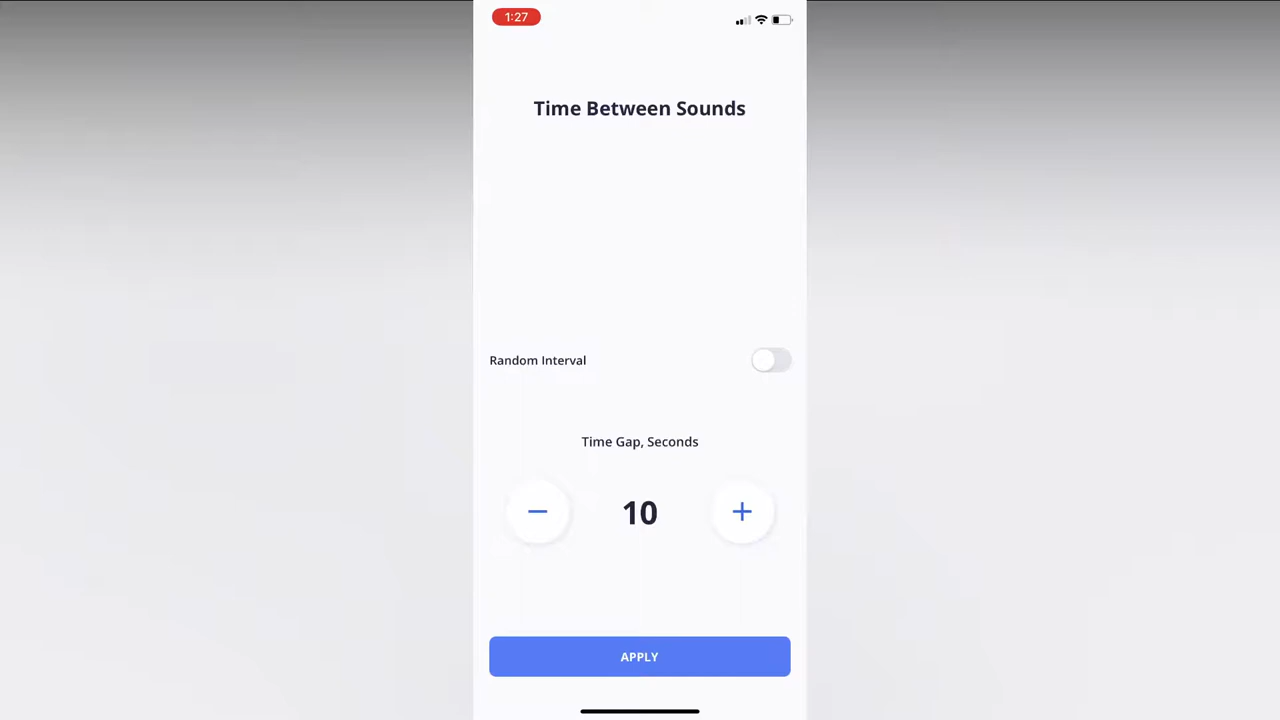 1:27
Time Between Sounds
Random Interval
Time Gap, Seconds
− 10 +
APPLY